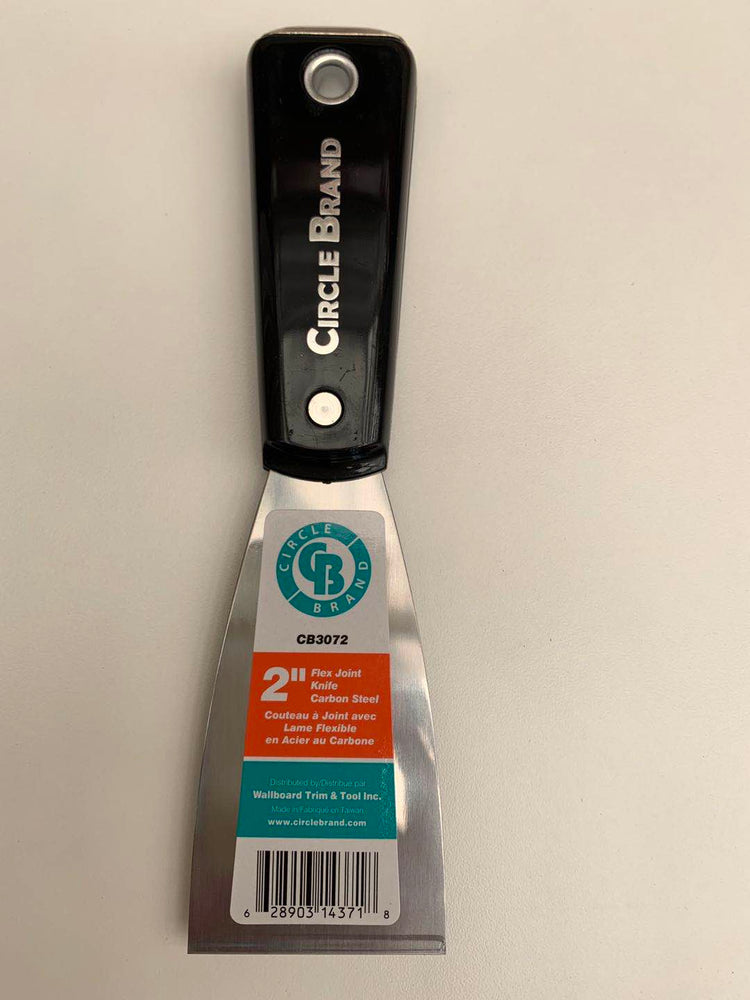 CIRCLE BRAND
CIRCLE
CB
BRAND
CB3072
2" Flex Joint
Knife
Carbon Steel
Couteau à Joint avec
Lame Flexible
en Acier au Carbone
Distributed by/Distribue par
Wallboard Trim & Tool Inc.
Made in/Fabriqué en Taiwan
www.circlebrand.com
6 28903 14371 8